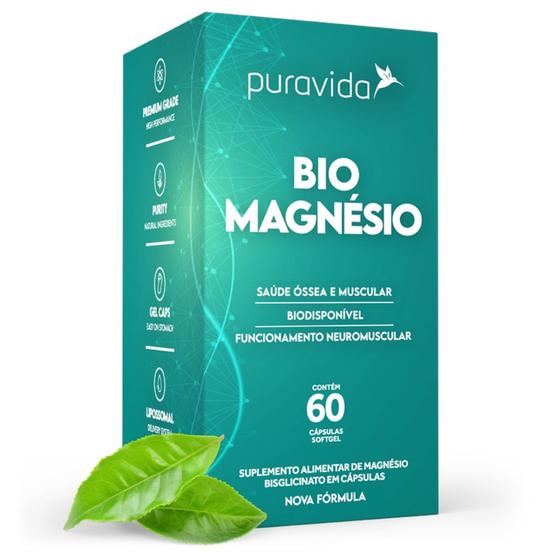 puravida
BIO
MAGNÉSIO
SAÚDE ÓSSEA E MUSCULAR
BIODISPONÍVEL
FUNCIONAMENTO NEUROMUSCULAR
CONTÉM
60
CÁPSULAS
SOFTGEL
SUPLEMENTO ALIMENTAR DE MAGNÉSIO
BISGLICINATO EM CÁPSULAS
NOVA FÓRMULA
PREMIUM GRADE
HIGH PERFORMANCE
PURITY
NATURAL INGREDIENTS
GEL CAPS
EASY ON STOMACH
LIPOSSOMAL
DELIVERY SYSTEM